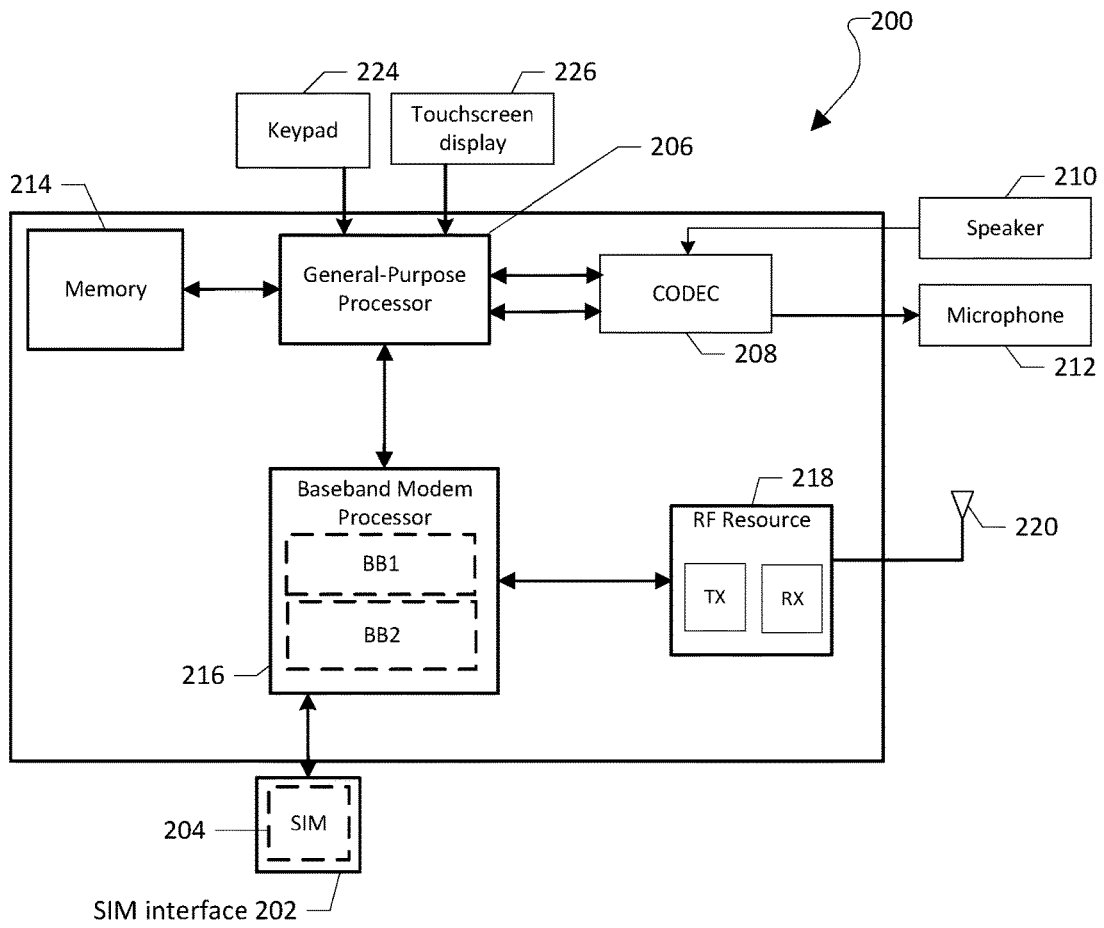 200
224
226
Keypad
Touchscreen
display
206
214
210
Memory
General-Purpose
Processor
CODEC
Speaker
Microphone
208
212
Baseband Modem
Processor
BB1
BB2
216
218
RF Resource
TX
RX
220
204
SIM
SIM interface 202